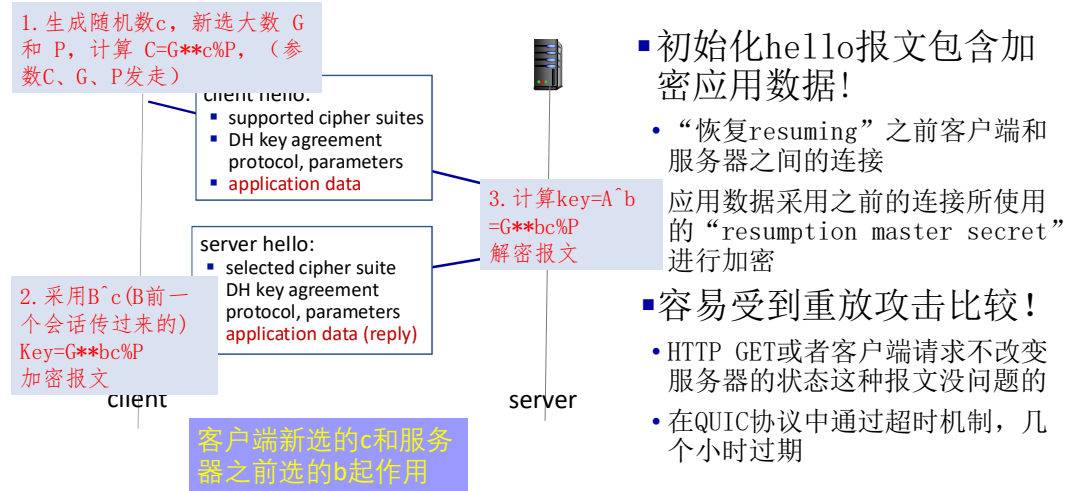 1.生成随机数c，新选大数 G
和 P，计算 C=G**c%P，（参
数C、G、P发走）
client hello:
▪ supported cipher suites
▪ DH key agreement
protocol, parameters
▪ application data
3.计算key=A^b
=G**bc%P
解密报文
server hello:
▪ selected cipher suite
DH key agreement
protocol, parameters
application data (reply)
2.采用B^c(B前一
个会话传过来的)
Key=G**bc%P
加密报文
client
server
客户端新选的c和服务
器之前选的b起作用
▪初始化hello报文包含加
密应用数据!
•“恢复resuming”之前客户端和
服务器之间的连接
应用数据采用之前的连接所使用
的“resumption master secret”
进行加密
▪容易受到重放攻击比较！
•HTTP GET或者客户端请求不改变
服务器的状态这种报文没问题的
•在QUIC协议中通过超时机制，几
个小时过期